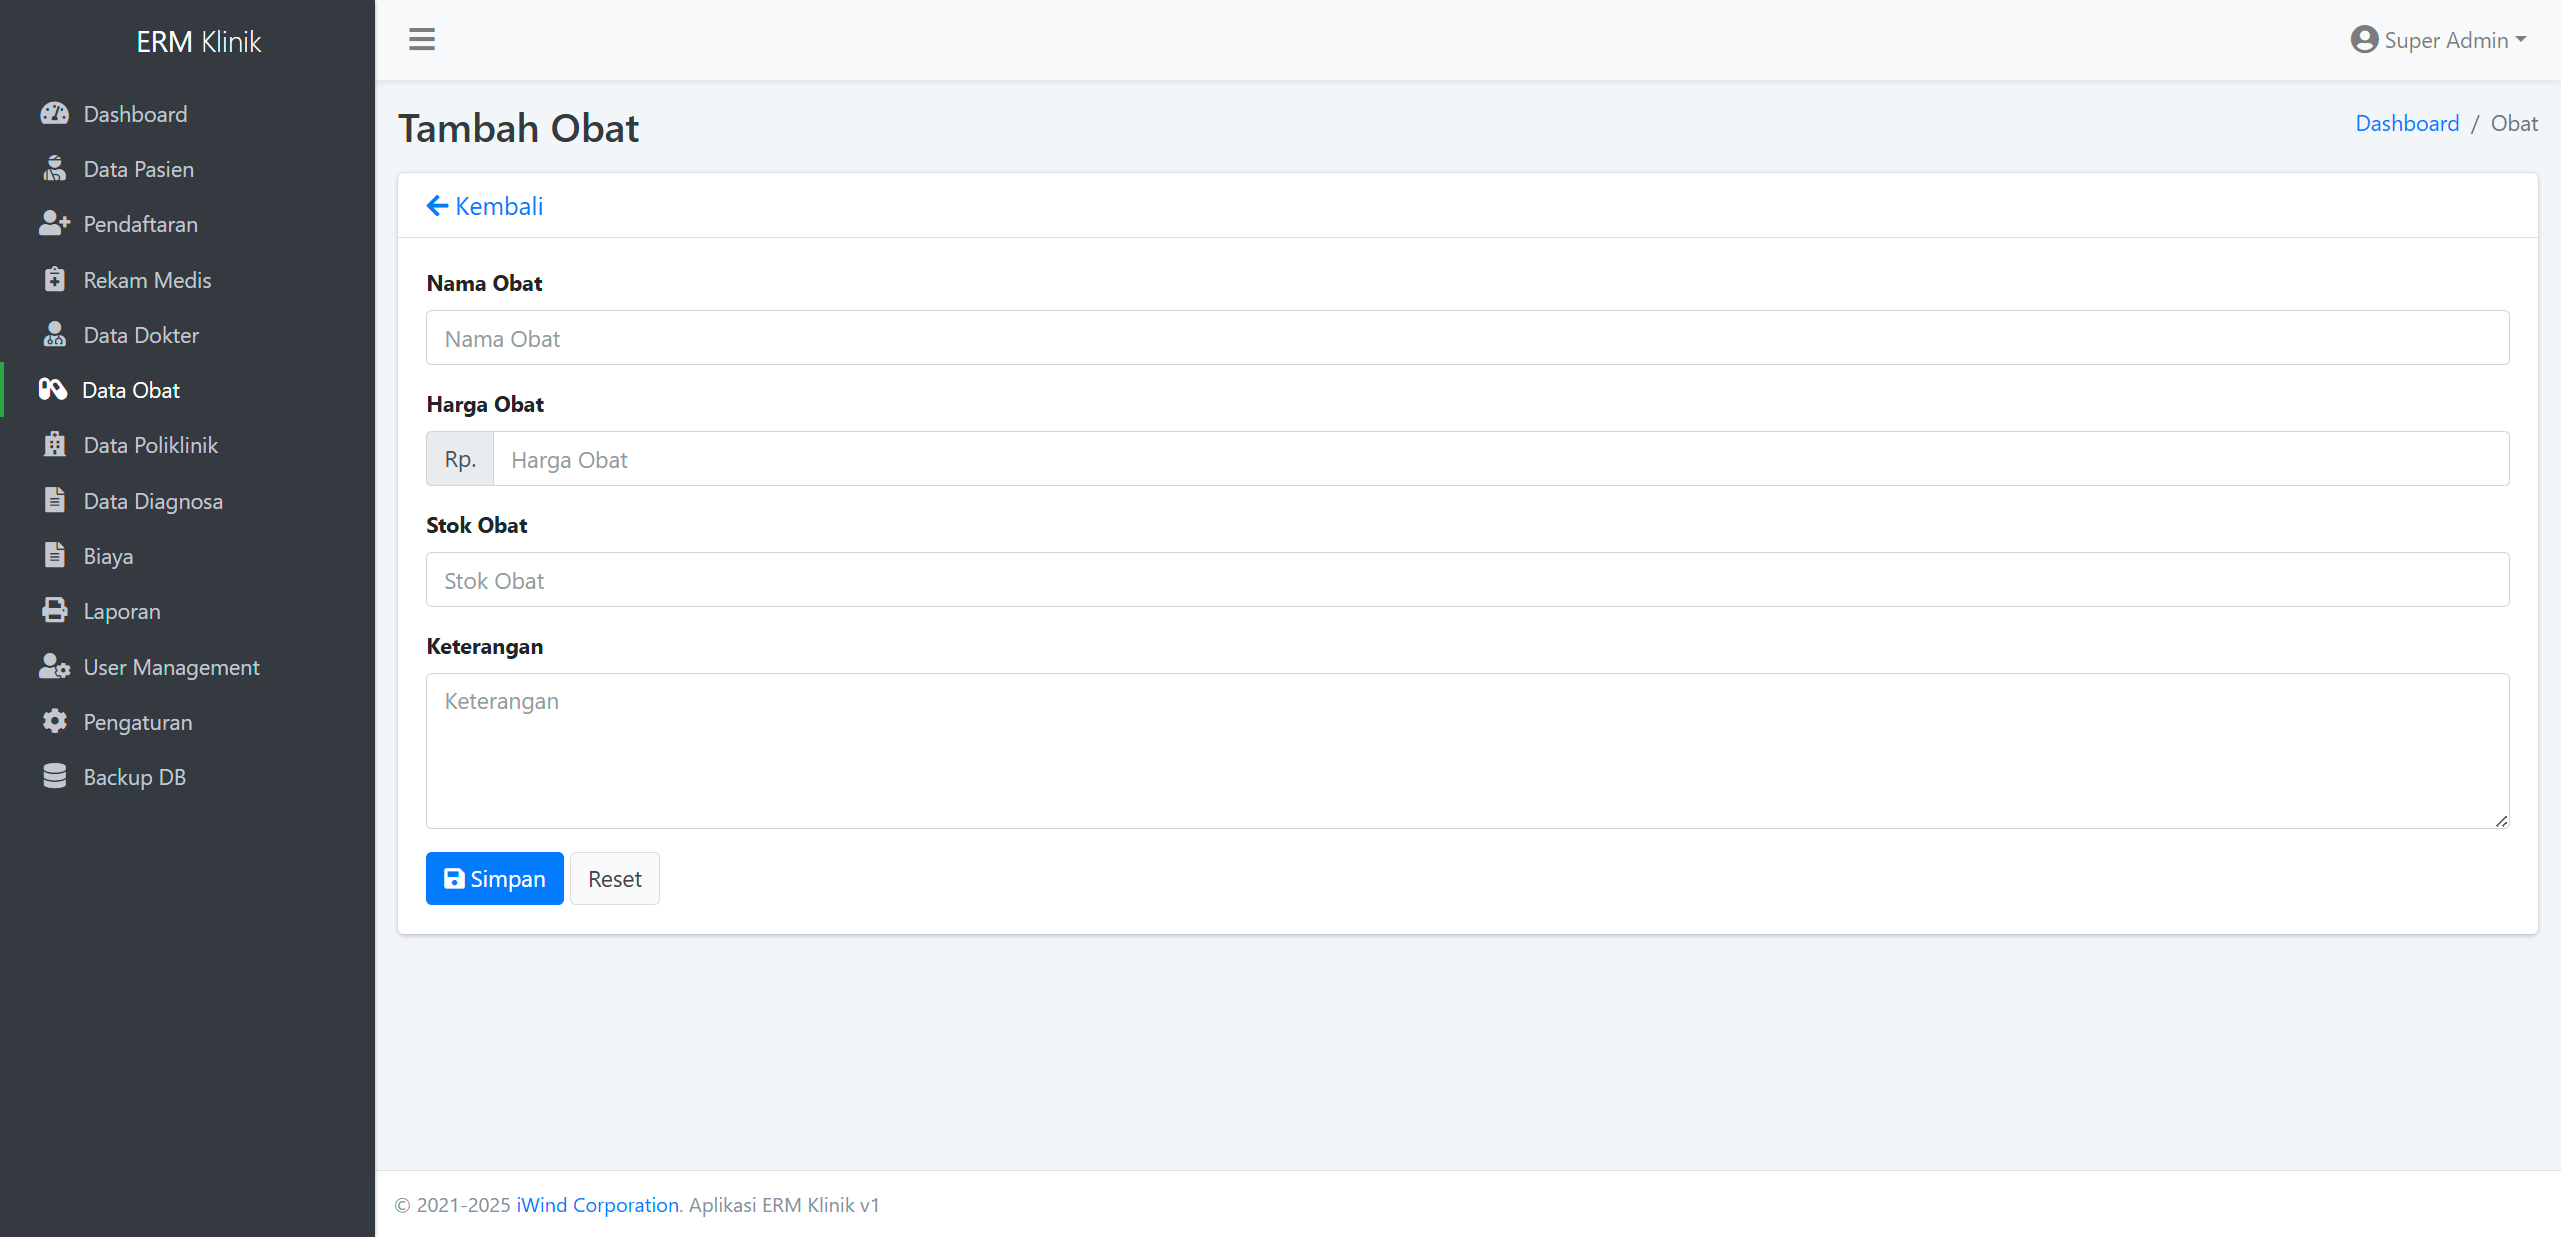 ERM Klinik
Dashboard
Data Pasien
Pendaftaran
Rekam Medis
Data Dokter
Data Obat
Data Poliklinik
Data Diagnosa
Biaya
Laporan
User Management
Pengaturan
Backup DB
Super Admin
Tambah Obat
Dashboard / Obat
Kembali
Nama Obat
Nama Obat
Harga Obat
Rp. Harga Obat
Stok Obat
Stok Obat
Keterangan
Keterangan
Simpan Reset
© 2021-2025 iWind Corporation. Aplikasi ERM Klinik v1